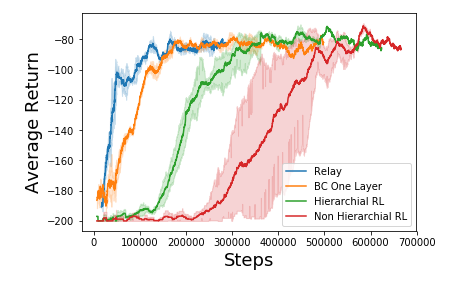 Average Return
−80
−100
−120
−140
−160
−180
−200
0
100000
200000
300000
400000
500000
600000
700000
Steps
Relay
BC One Layer
Hierarchial RL
Non Hierarchial RL